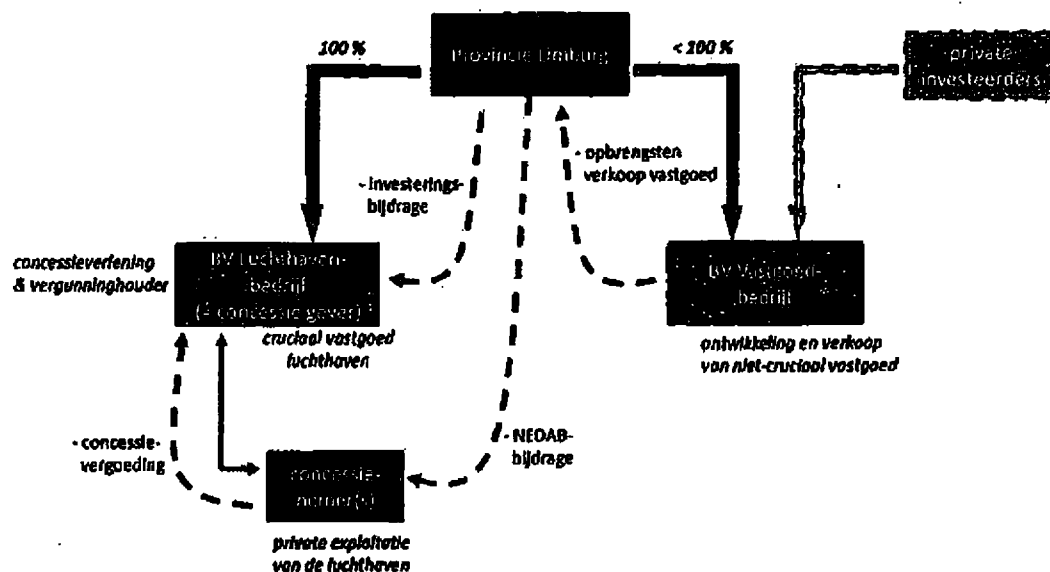 100 %
Provincie Limburg
< 100 %
private
investeerders
- opbrengsten
verkoop vastgoed
- investerings-
bijdrage
concessieverlening
& vergunninghouder
BV Luchthaven-
bedrijf
(= concessie gever)
cruciaal vastgoed
luchthaven
BV Vastgoed-
bedrijf
ontwikkeling en verkoop
van niet-cruciaal vastgoed
- concessie-
vergoeding
- NEDAB-
bijdrage
concessie-
nemer(s)
private exploitatie
van de luchthaven